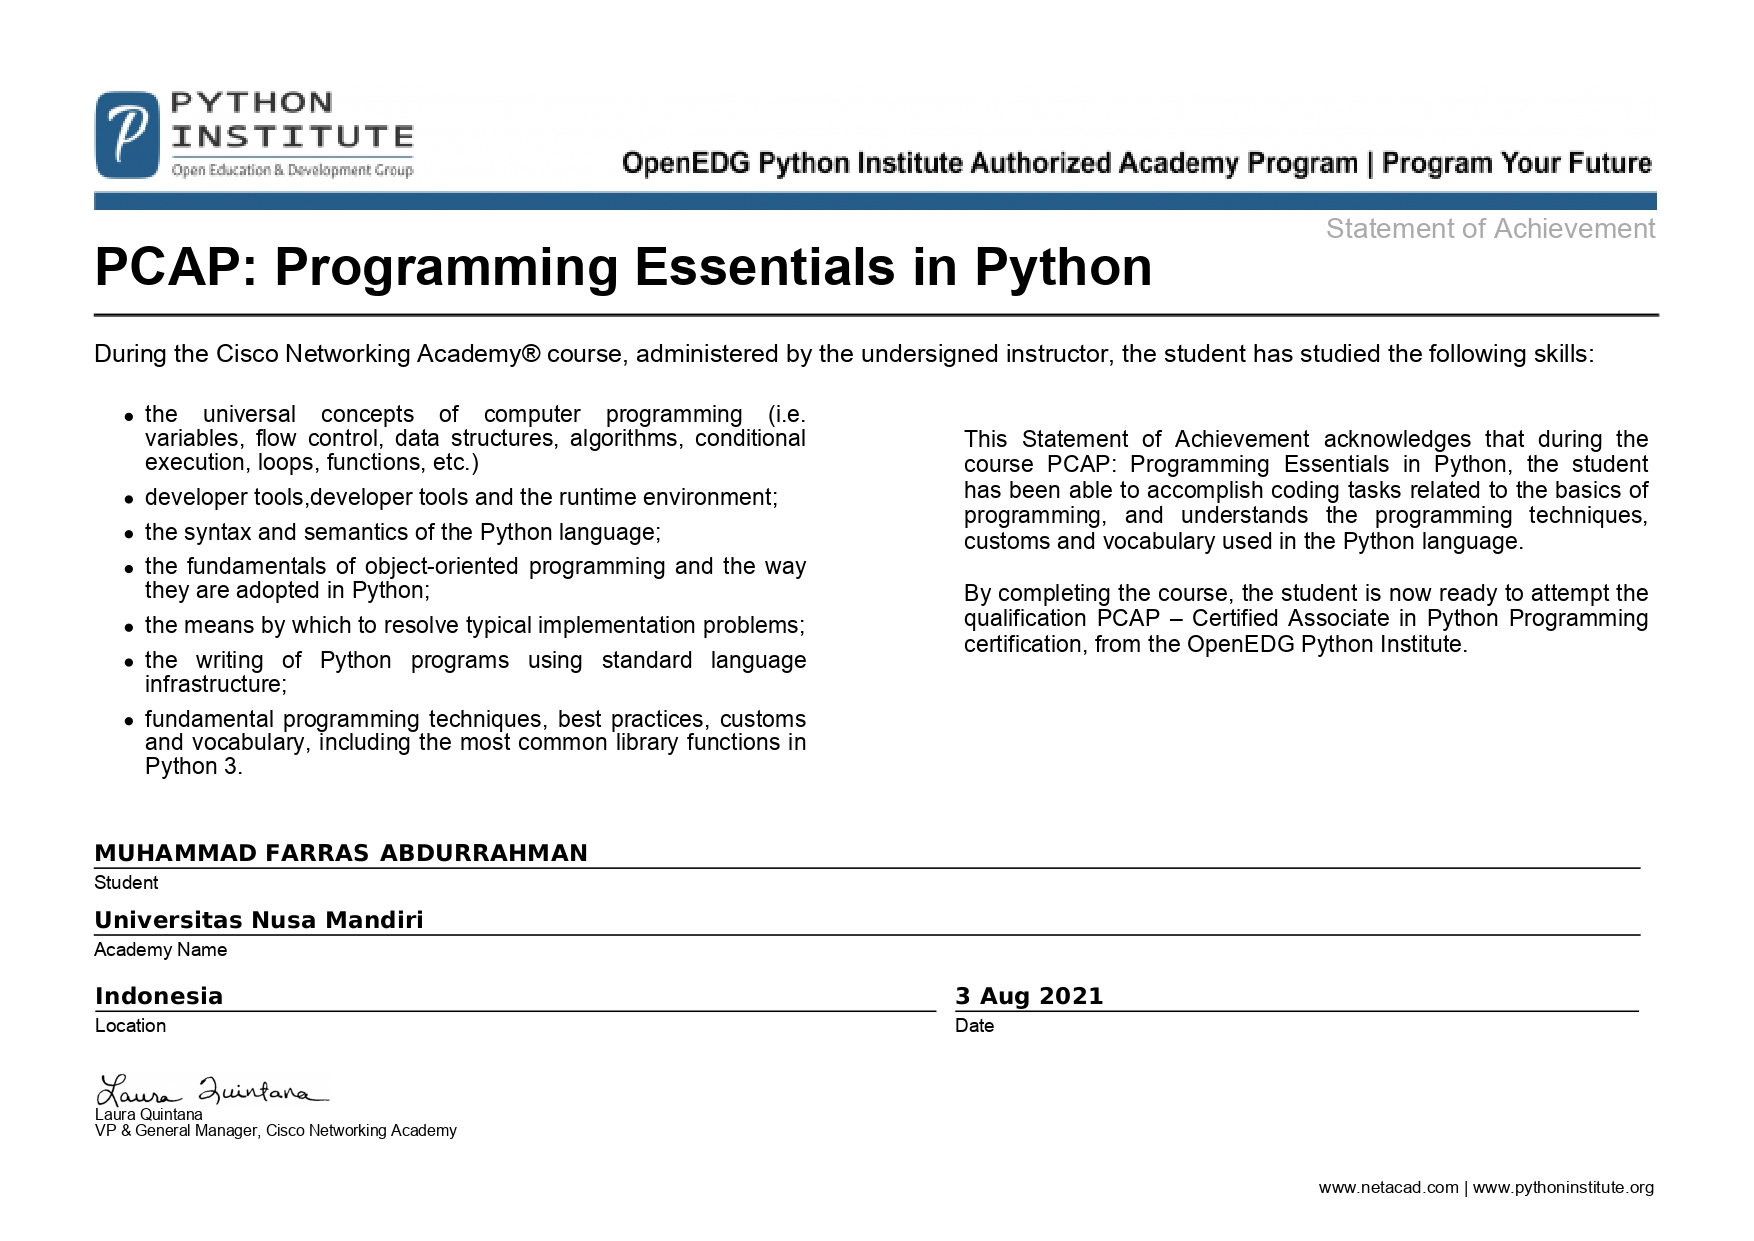 PYTHON
INSTITUTE
Open Education & Development Group
OpenEDG Python Institute Authorized Academy Program | Program Your Future
Statement of Achievement
PCAP: Programming Essentials in Python
During the Cisco Networking Academy® course, administered by the undersigned instructor, the student has studied the following skills:
• the universal concepts of computer programming (i.e.
variables, flow control, data structures, algorithms, conditional
execution, loops, functions, etc.)
• developer tools,developer tools and the runtime environment;
• the syntax and semantics of the Python language;
• the fundamentals of object-oriented programming and the way
they are adopted in Python;
• the means by which to resolve typical implementation problems;
• the writing of Python programs using standard language
infrastructure;
• fundamental programming techniques, best practices, customs
and vocabulary, including the most common library functions in
Python 3.
This Statement of Achievement acknowledges that during the
course PCAP: Programming Essentials in Python, the student
has been able to accomplish coding tasks related to the basics of
programming, and understands the programming techniques,
customs and vocabulary used in the Python language.
By completing the course, the student is now ready to attempt the
qualification PCAP – Certified Associate in Python Programming
certification, from the OpenEDG Python Institute.
MUHAMMAD FARRAS ABDURRAHMAN
Student
Universitas Nusa Mandiri
Academy Name
Indonesia
Location
3 Aug 2021
Date
Laura Quintana
Laura Quintana
VP & General Manager, Cisco Networking Academy
www.netacad.com | www.pythoninstitute.org